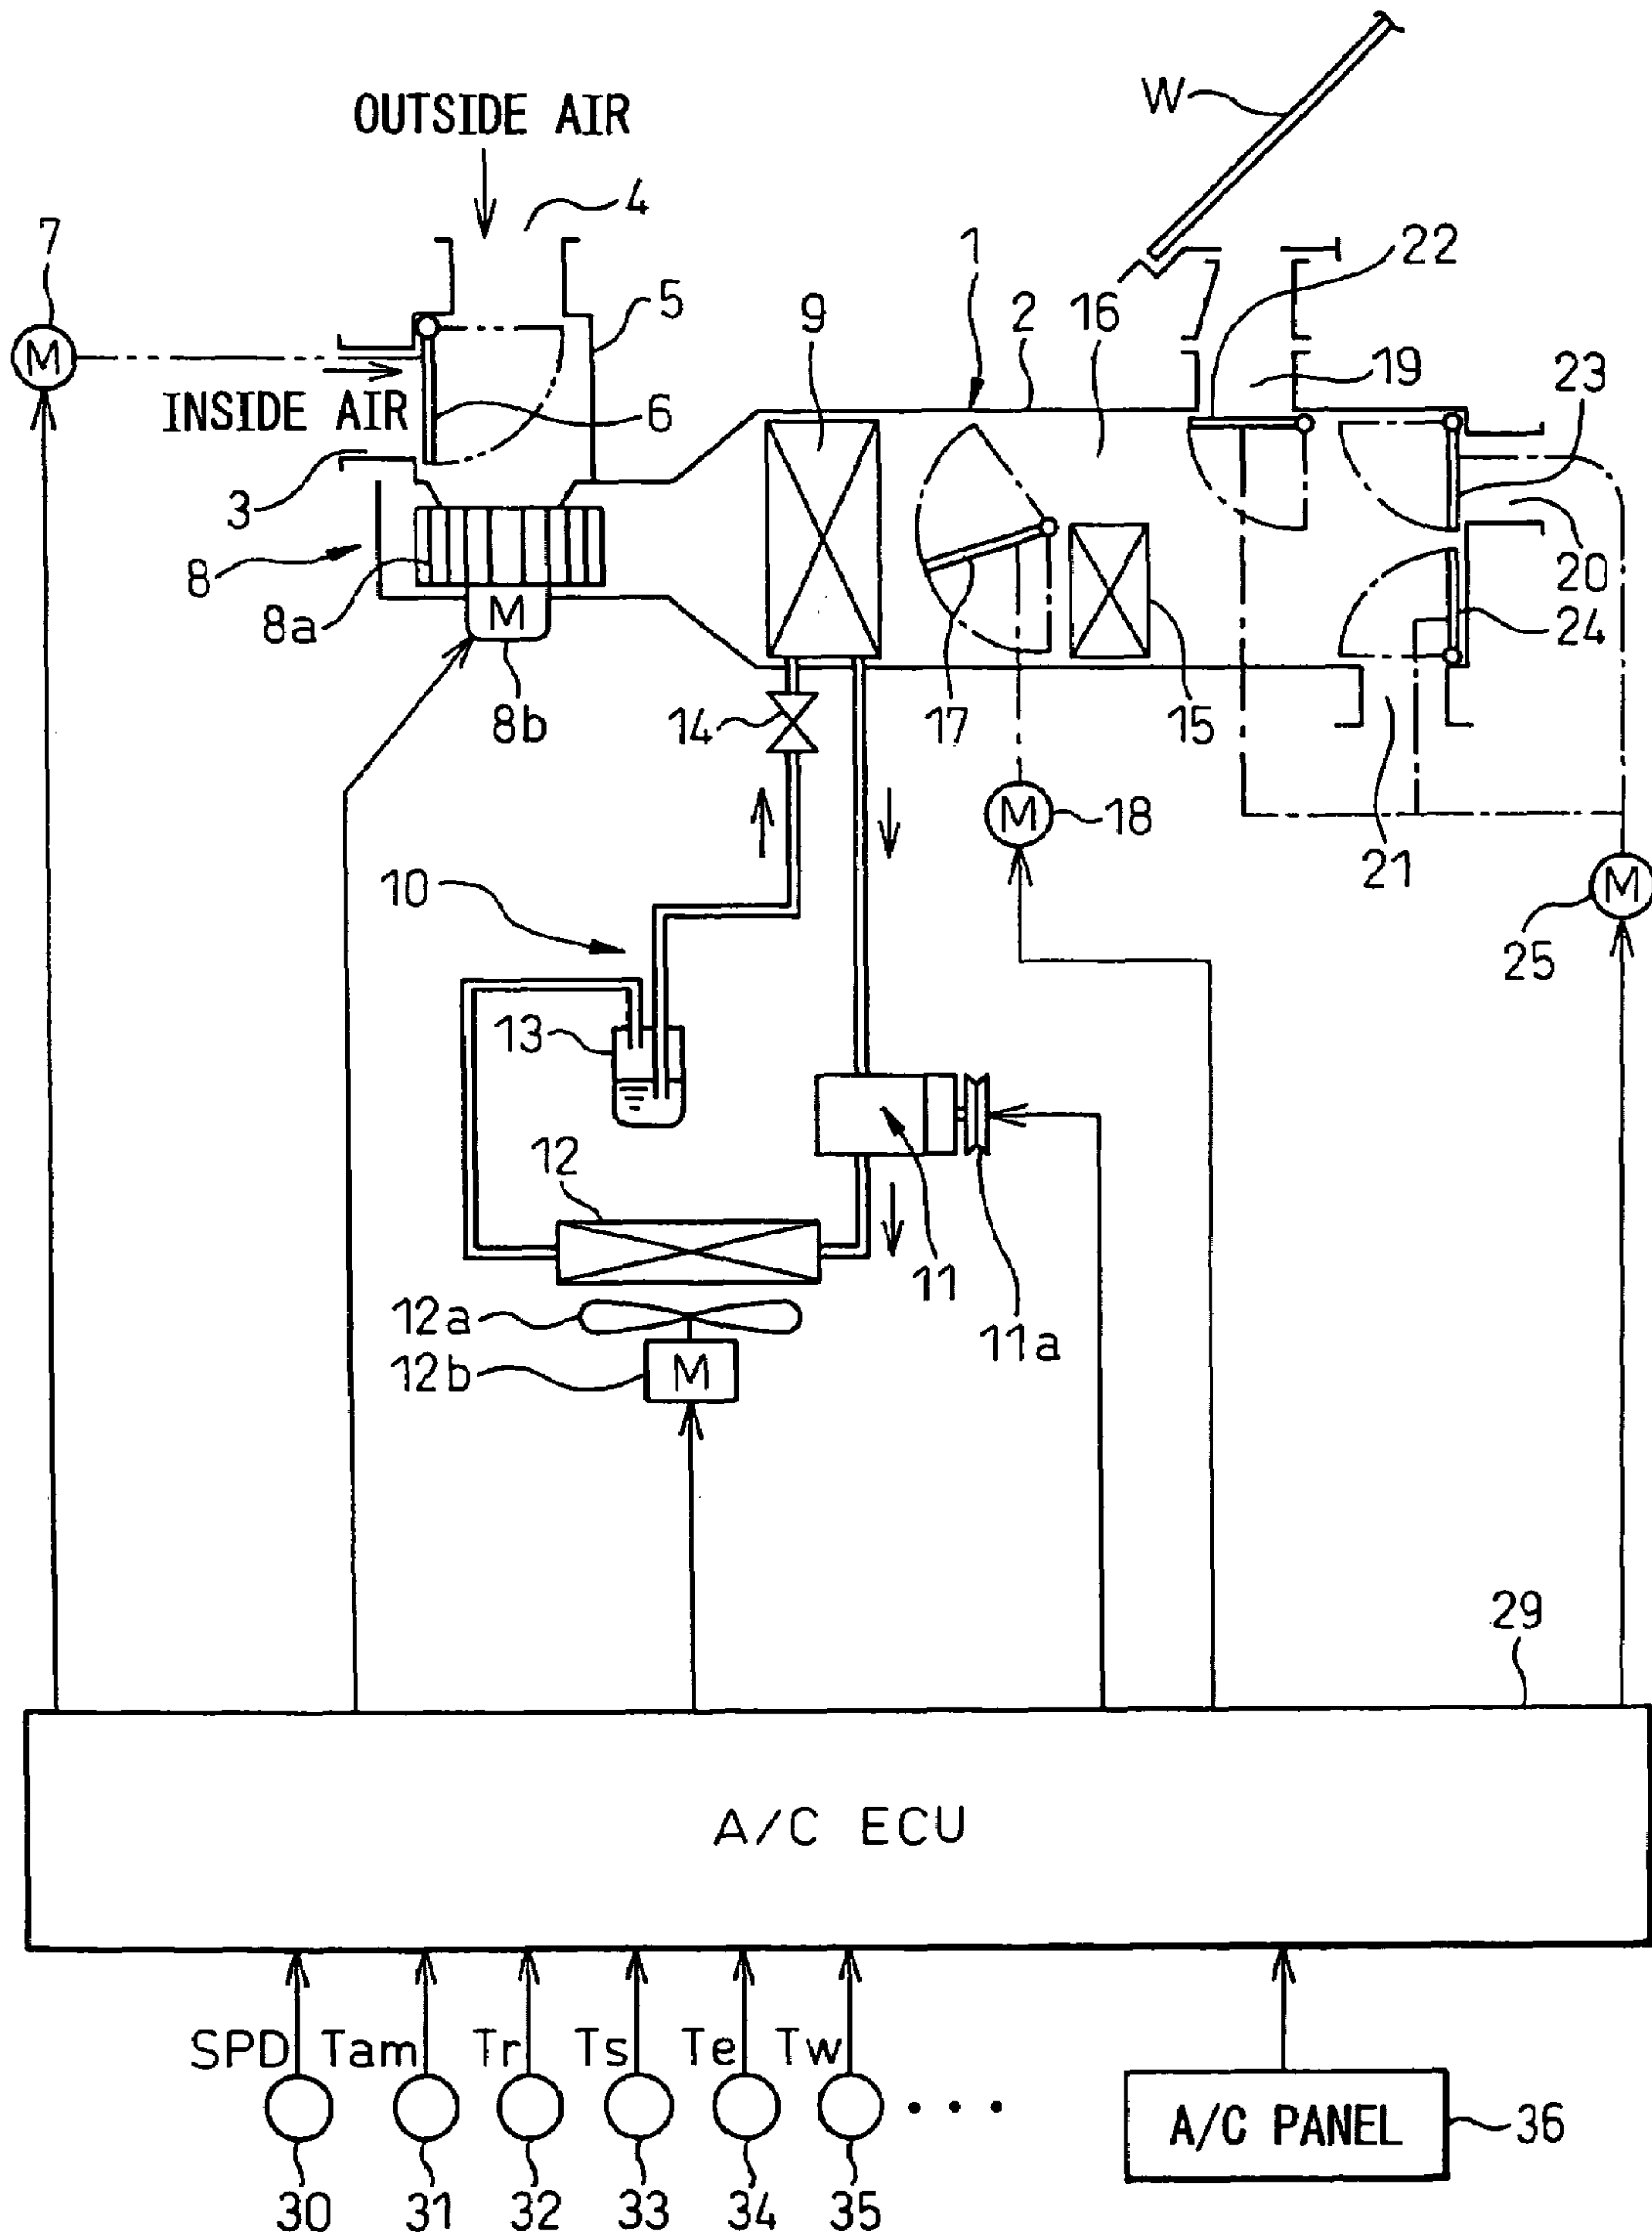 W
OUTSIDE AIR
4
7
1
22
5
9
2
16
M
19
23
INSIDE AIR
6
3
8
20
8a
M
24
8b
14
17
15
M
18
21
10
M
25
13
12
11
12a
11a
12b
M
29
A/C ECU
SPD
Tam
Tr
Ts
Te
Tw
• • •
A/C PANEL
36
30
31
32
33
34
35